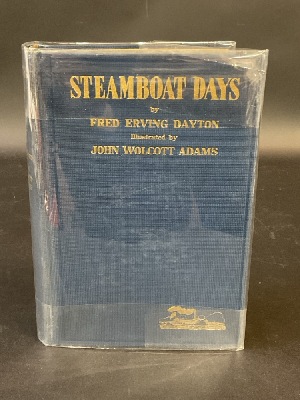 STEAMBOAT DAYS
by
FRED ERVING DAYTON
Illustrated by
JOHN WOLCOTT ADAMS